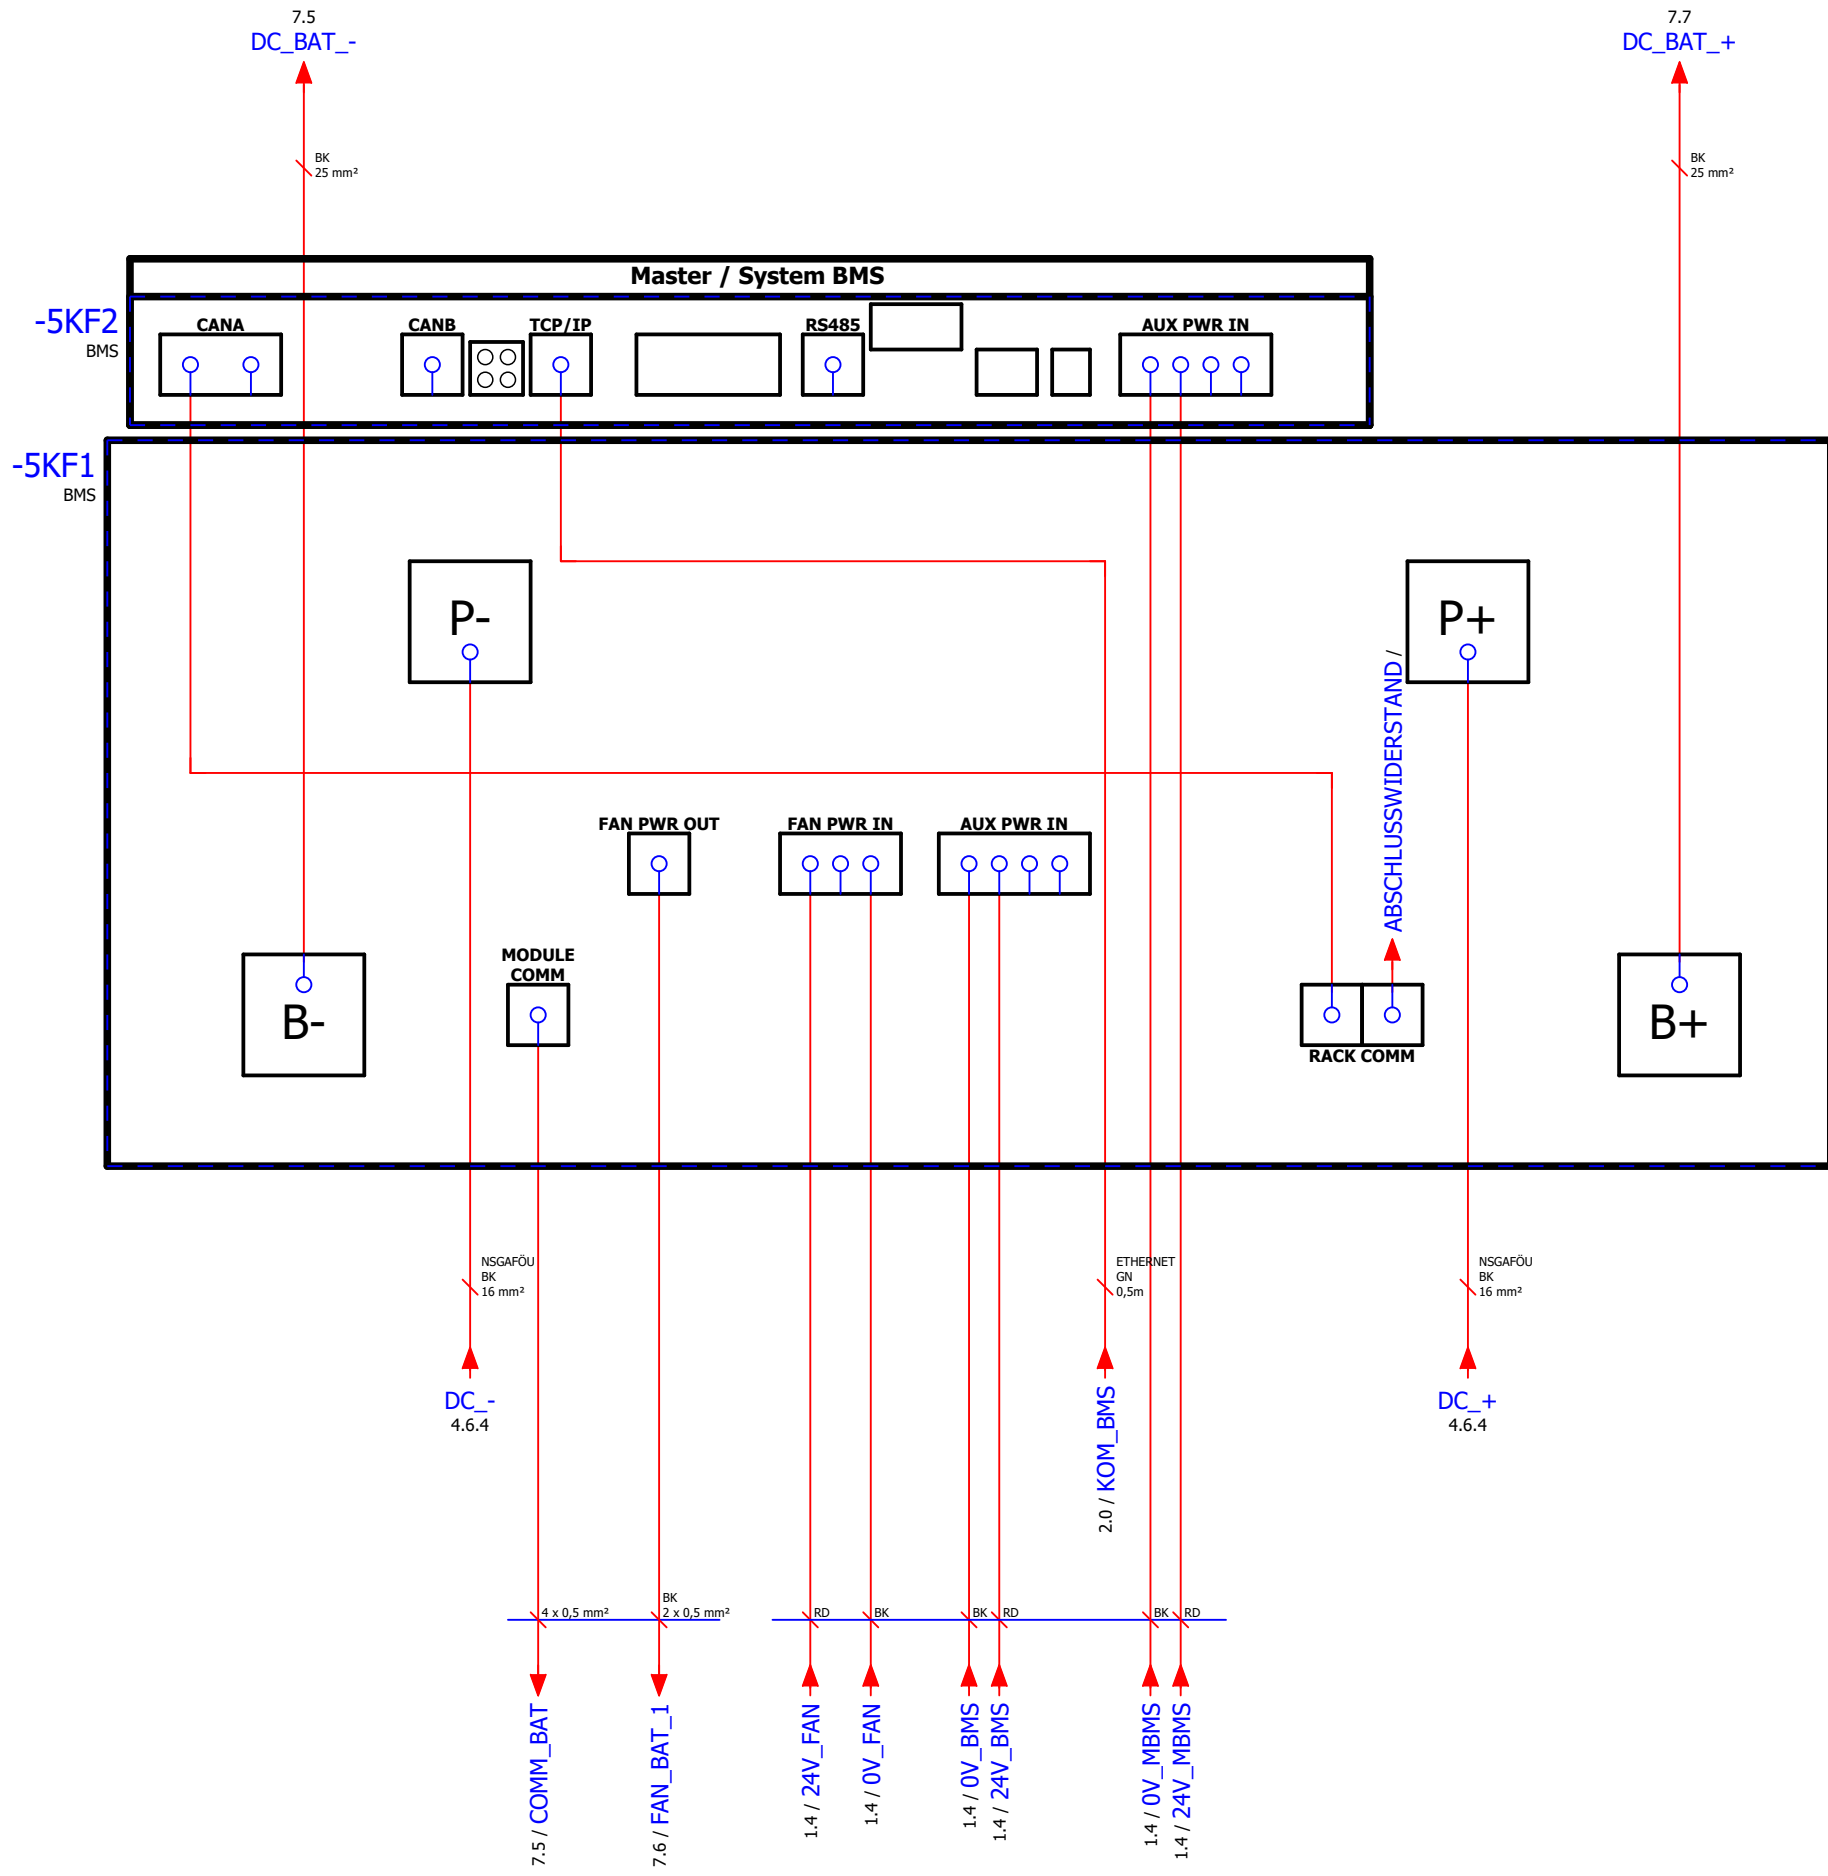 7.5
DC_BAT_-
7.7
DC_BAT_+
BK
25 mm²
BK
25 mm²
Master / System BMS
-5KF2
BMS
CANA
CANB
TCP/IP
RS485
AUX PWR IN
-5KF1
BMS
P-
P+
ABSCHLUSSWIDERSTAND /
FAN PWR OUT
FAN PWR IN
AUX PWR IN
MODULE
COMM
B-
B+
RACK COMM
NSGAFÖU
BK
16 mm²
ETHERNET
GN
0,5m
NSGAFÖU
BK
16 mm²
DC_-
4.6.4
2.0 / KOM_BMS
DC_+
4.6.4
4 x 0,5 mm²
BK
2 x 0,5 mm²
RD
BK
BK
RD
BK
RD
7.5 / COMM_BAT
7.6 / FAN_BAT_1
1.4 / 24V_FAN
1.4 / 0V_FAN
1.4 / 0V_BMS
1.4 / 24V_BMS
1.4 / 0V_MBMS
1.4 / 24V_MBMS